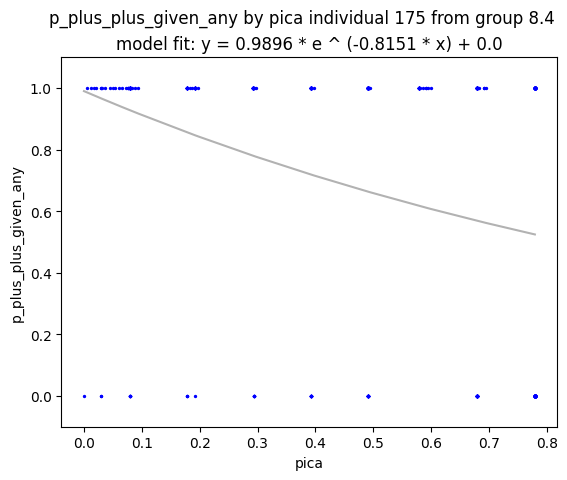 p_plus_plus_given_any by pica individual 175 from group 8.4
model fit: y = 0.9896 * e ^ (-0.8151 * x) + 0.0
1.0
0.8
0.6
0.4
0.2
0.0
p_plus_plus_given_any
0.0 0.1 0.2 0.3 0.4 0.5 0.6 0.7 0.8
pica